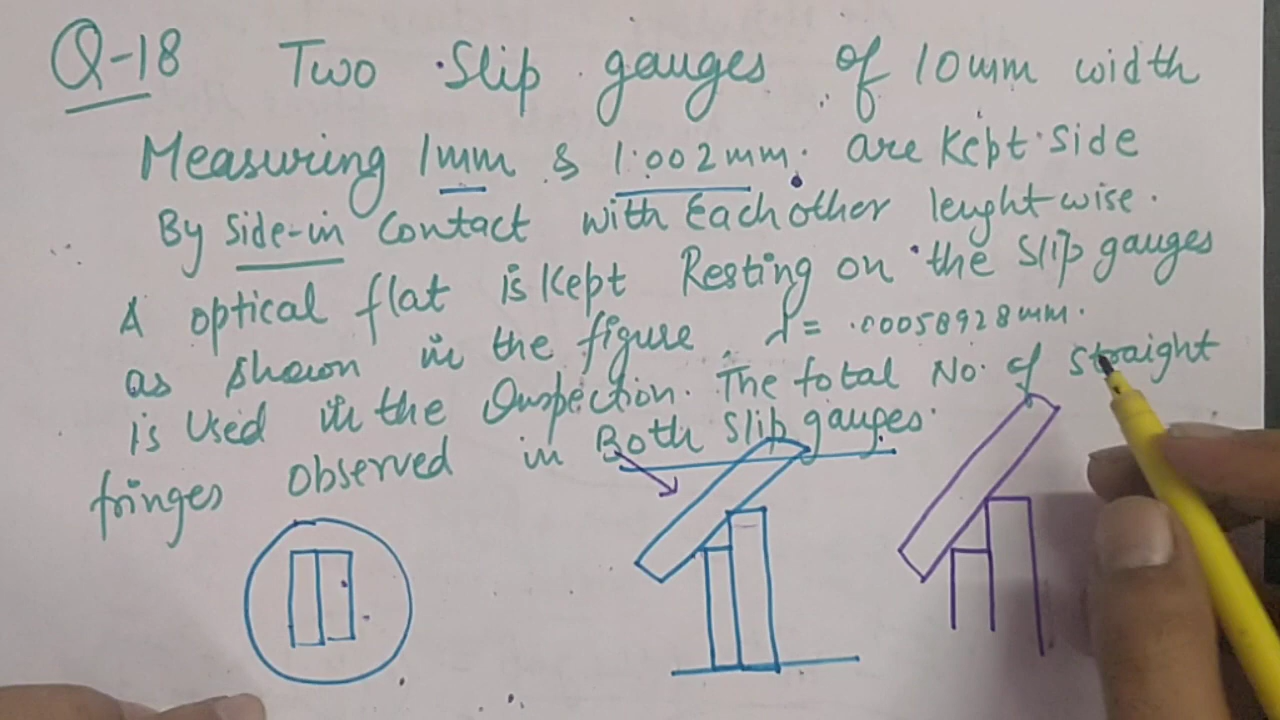 Q-18 Two Slip gauges of 10mm width
Measuring 1mm & 1.002mm. are Kept Side
By Side-in Contact with Each other lenght wise.
A optical flat is Kept Resting on the Slip gauges
as shown in the figure. λ = .00058928mm.
is Used in the Inspection. The total No. of Straight
fringes observed in Both Slip gauges.